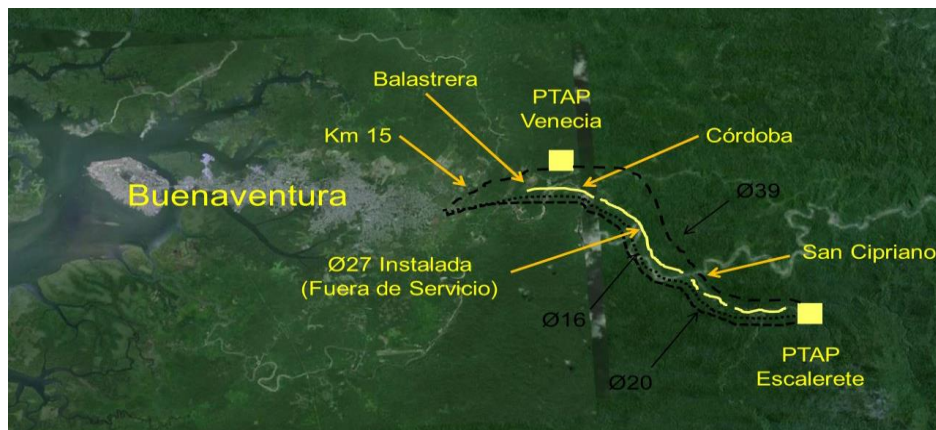 Balastrera
PTAP
Venecia
Km 15
Córdoba
Buenaventura
Ø39
Ø27 Instalada
(Fuera de Servicio)
San Cipriano
Ø16
PTAP
Escalerete
Ø20